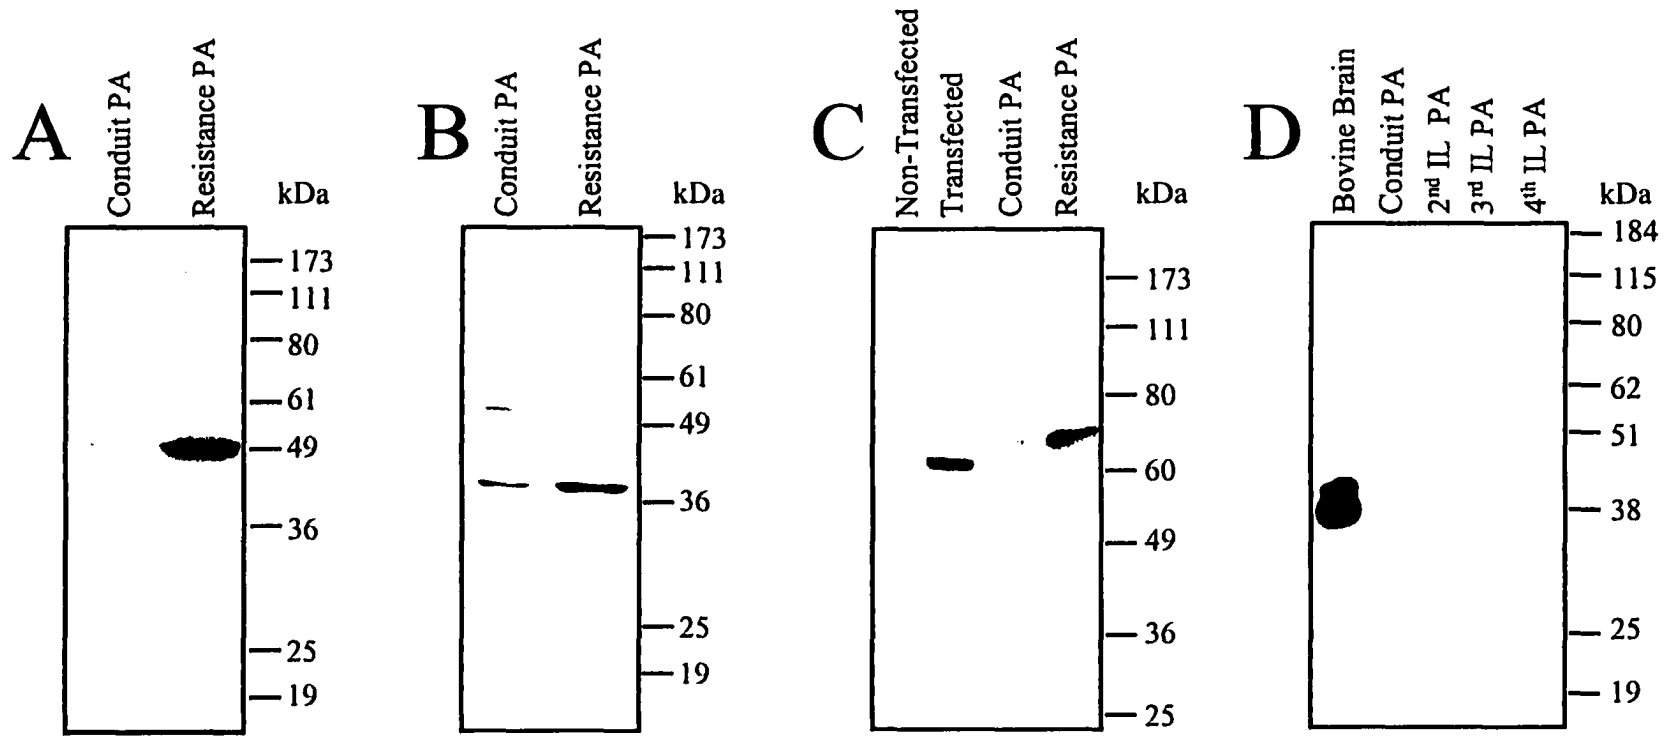 A
Conduit PA
Resistance PA
kDa
173
111
80
61
49
36
25
19
B
Conduit PA
Resistance PA
kDa
173
111
80
61
49
36
25
19
C
Non-Transfected
Transfected
Conduit PA
Resistance PA
kDa
173
111
80
60
49
36
25
D
Bovine Brain
Conduit PA
2nd IL PA
3rd IL PA
4th IL PA
kDa
184
115
80
62
51
38
25
19